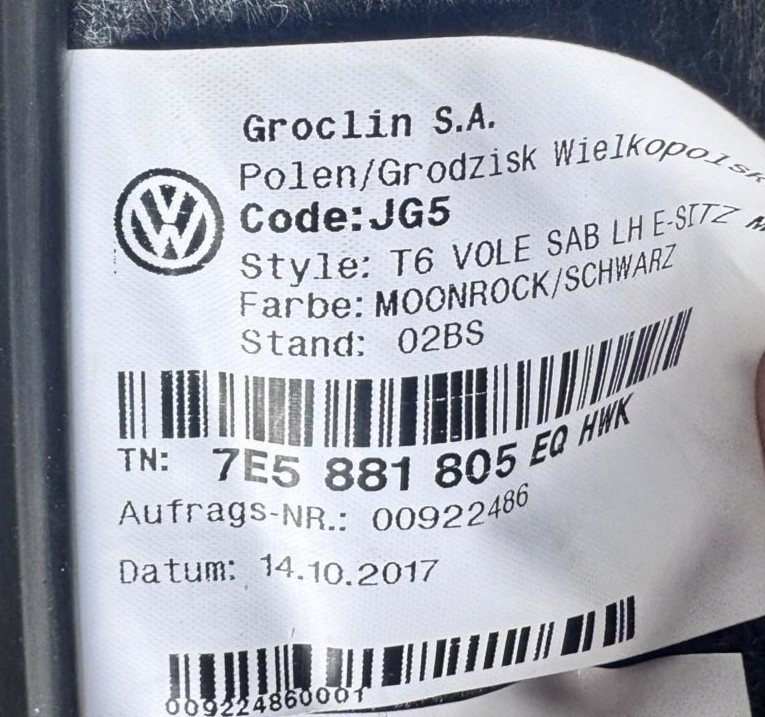 Groclin S.A.
Polen/Grodzisk Wielkopolsk
Code:JG5
Style: T6 VOLE SAB LH E-SITZ M
Farbe: MOONROCK/SCHWARZ
Stand: 02BS
TN: 7E5 881 805 EQ HWK
Aufrags-NR.: 00922486
Datum: 14.10.2017
009224860001